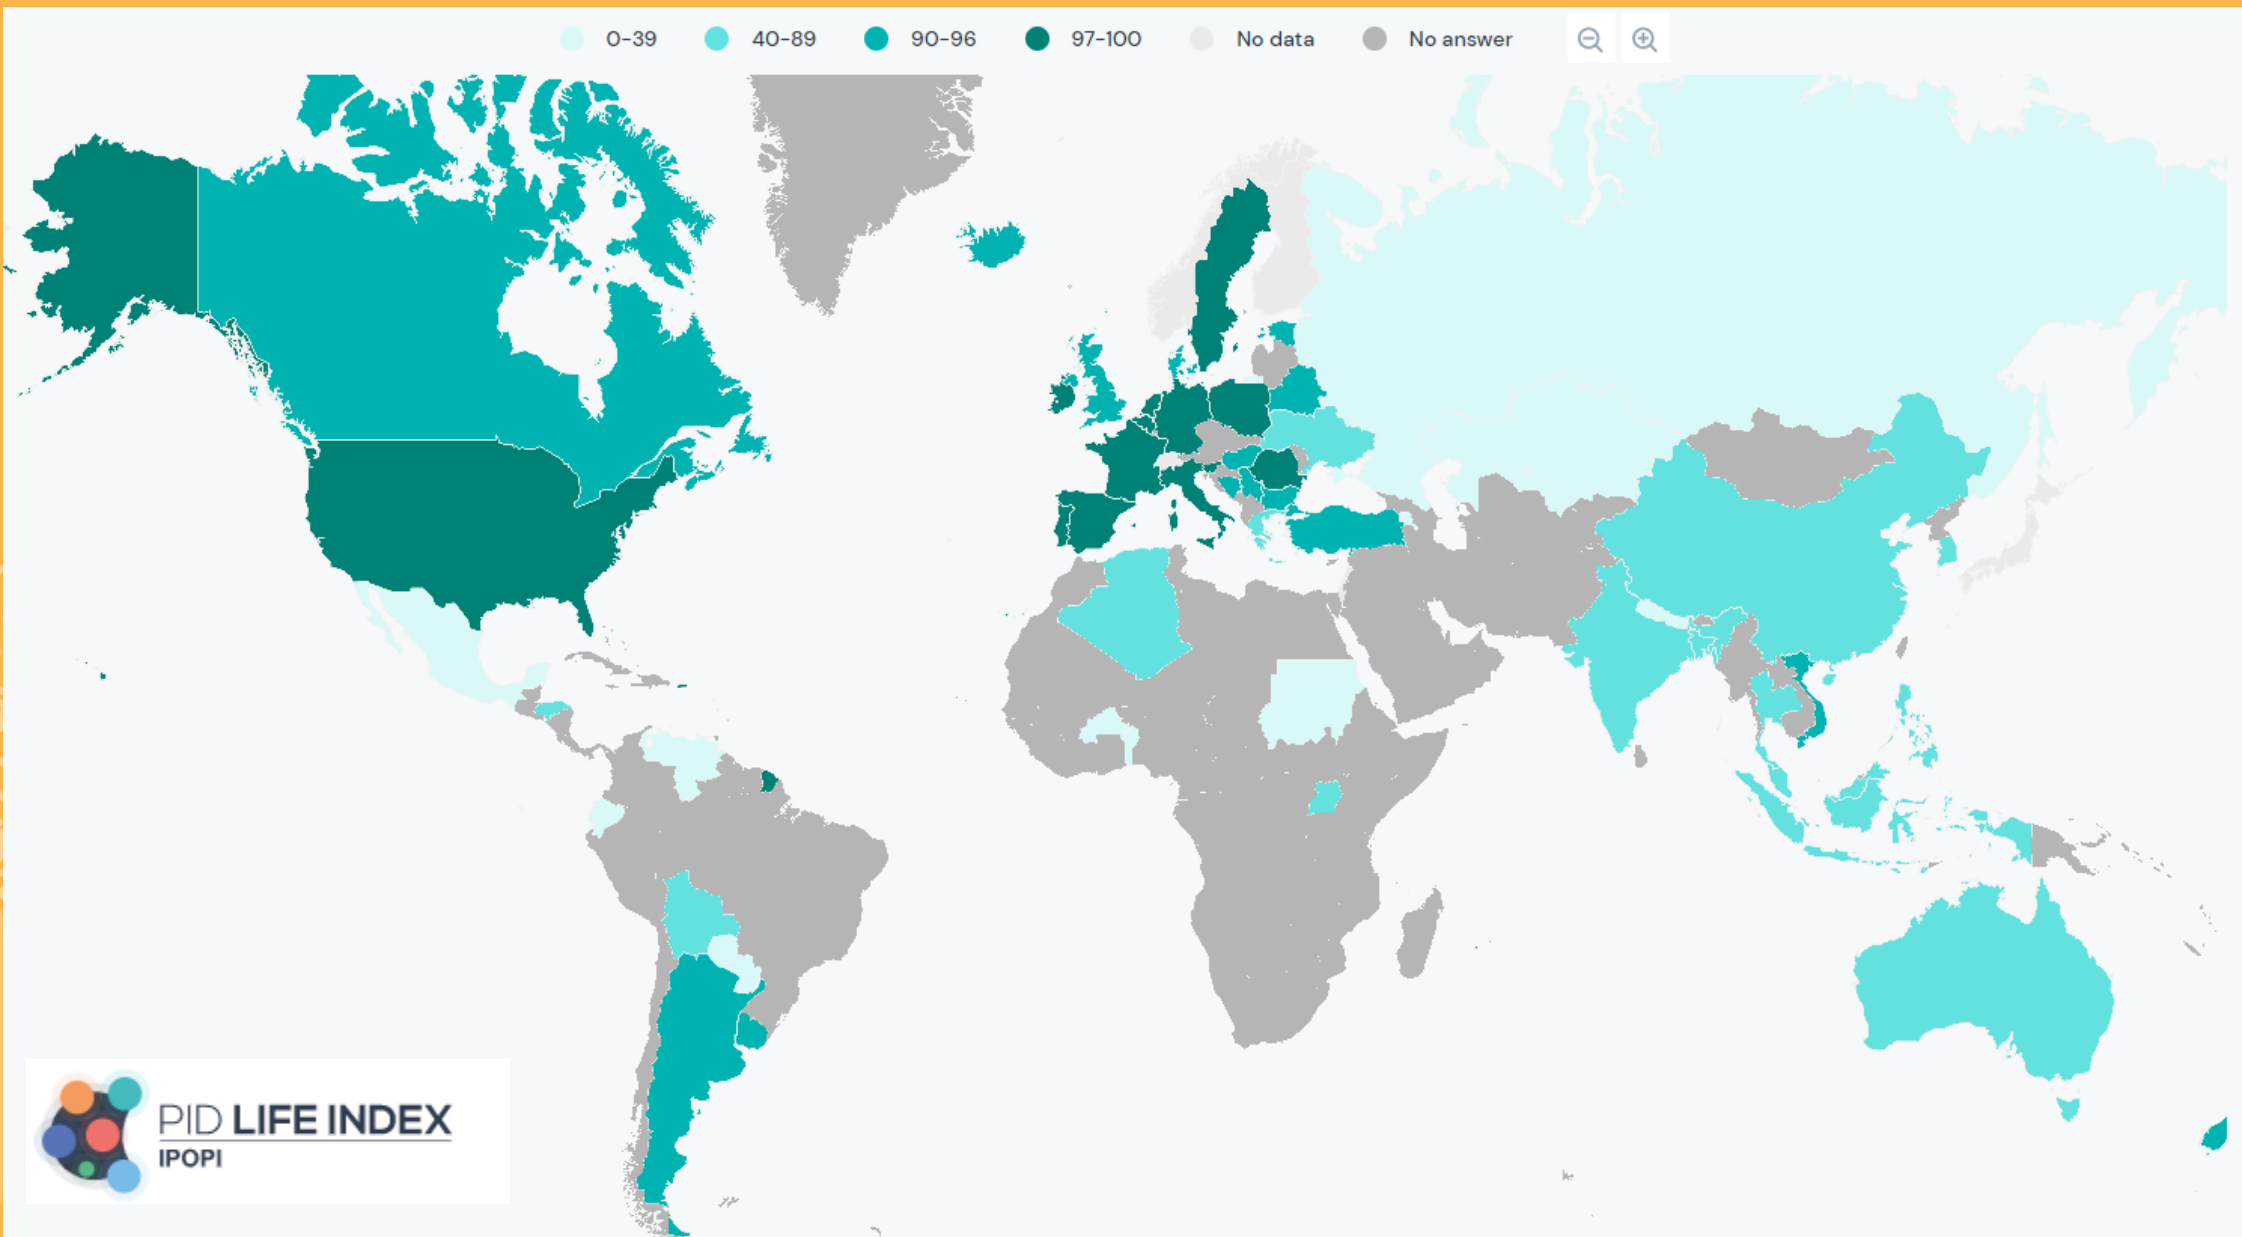 0-39 40-89 90-96 97-100 No data No answer
PID LIFE INDEX
IPOPI